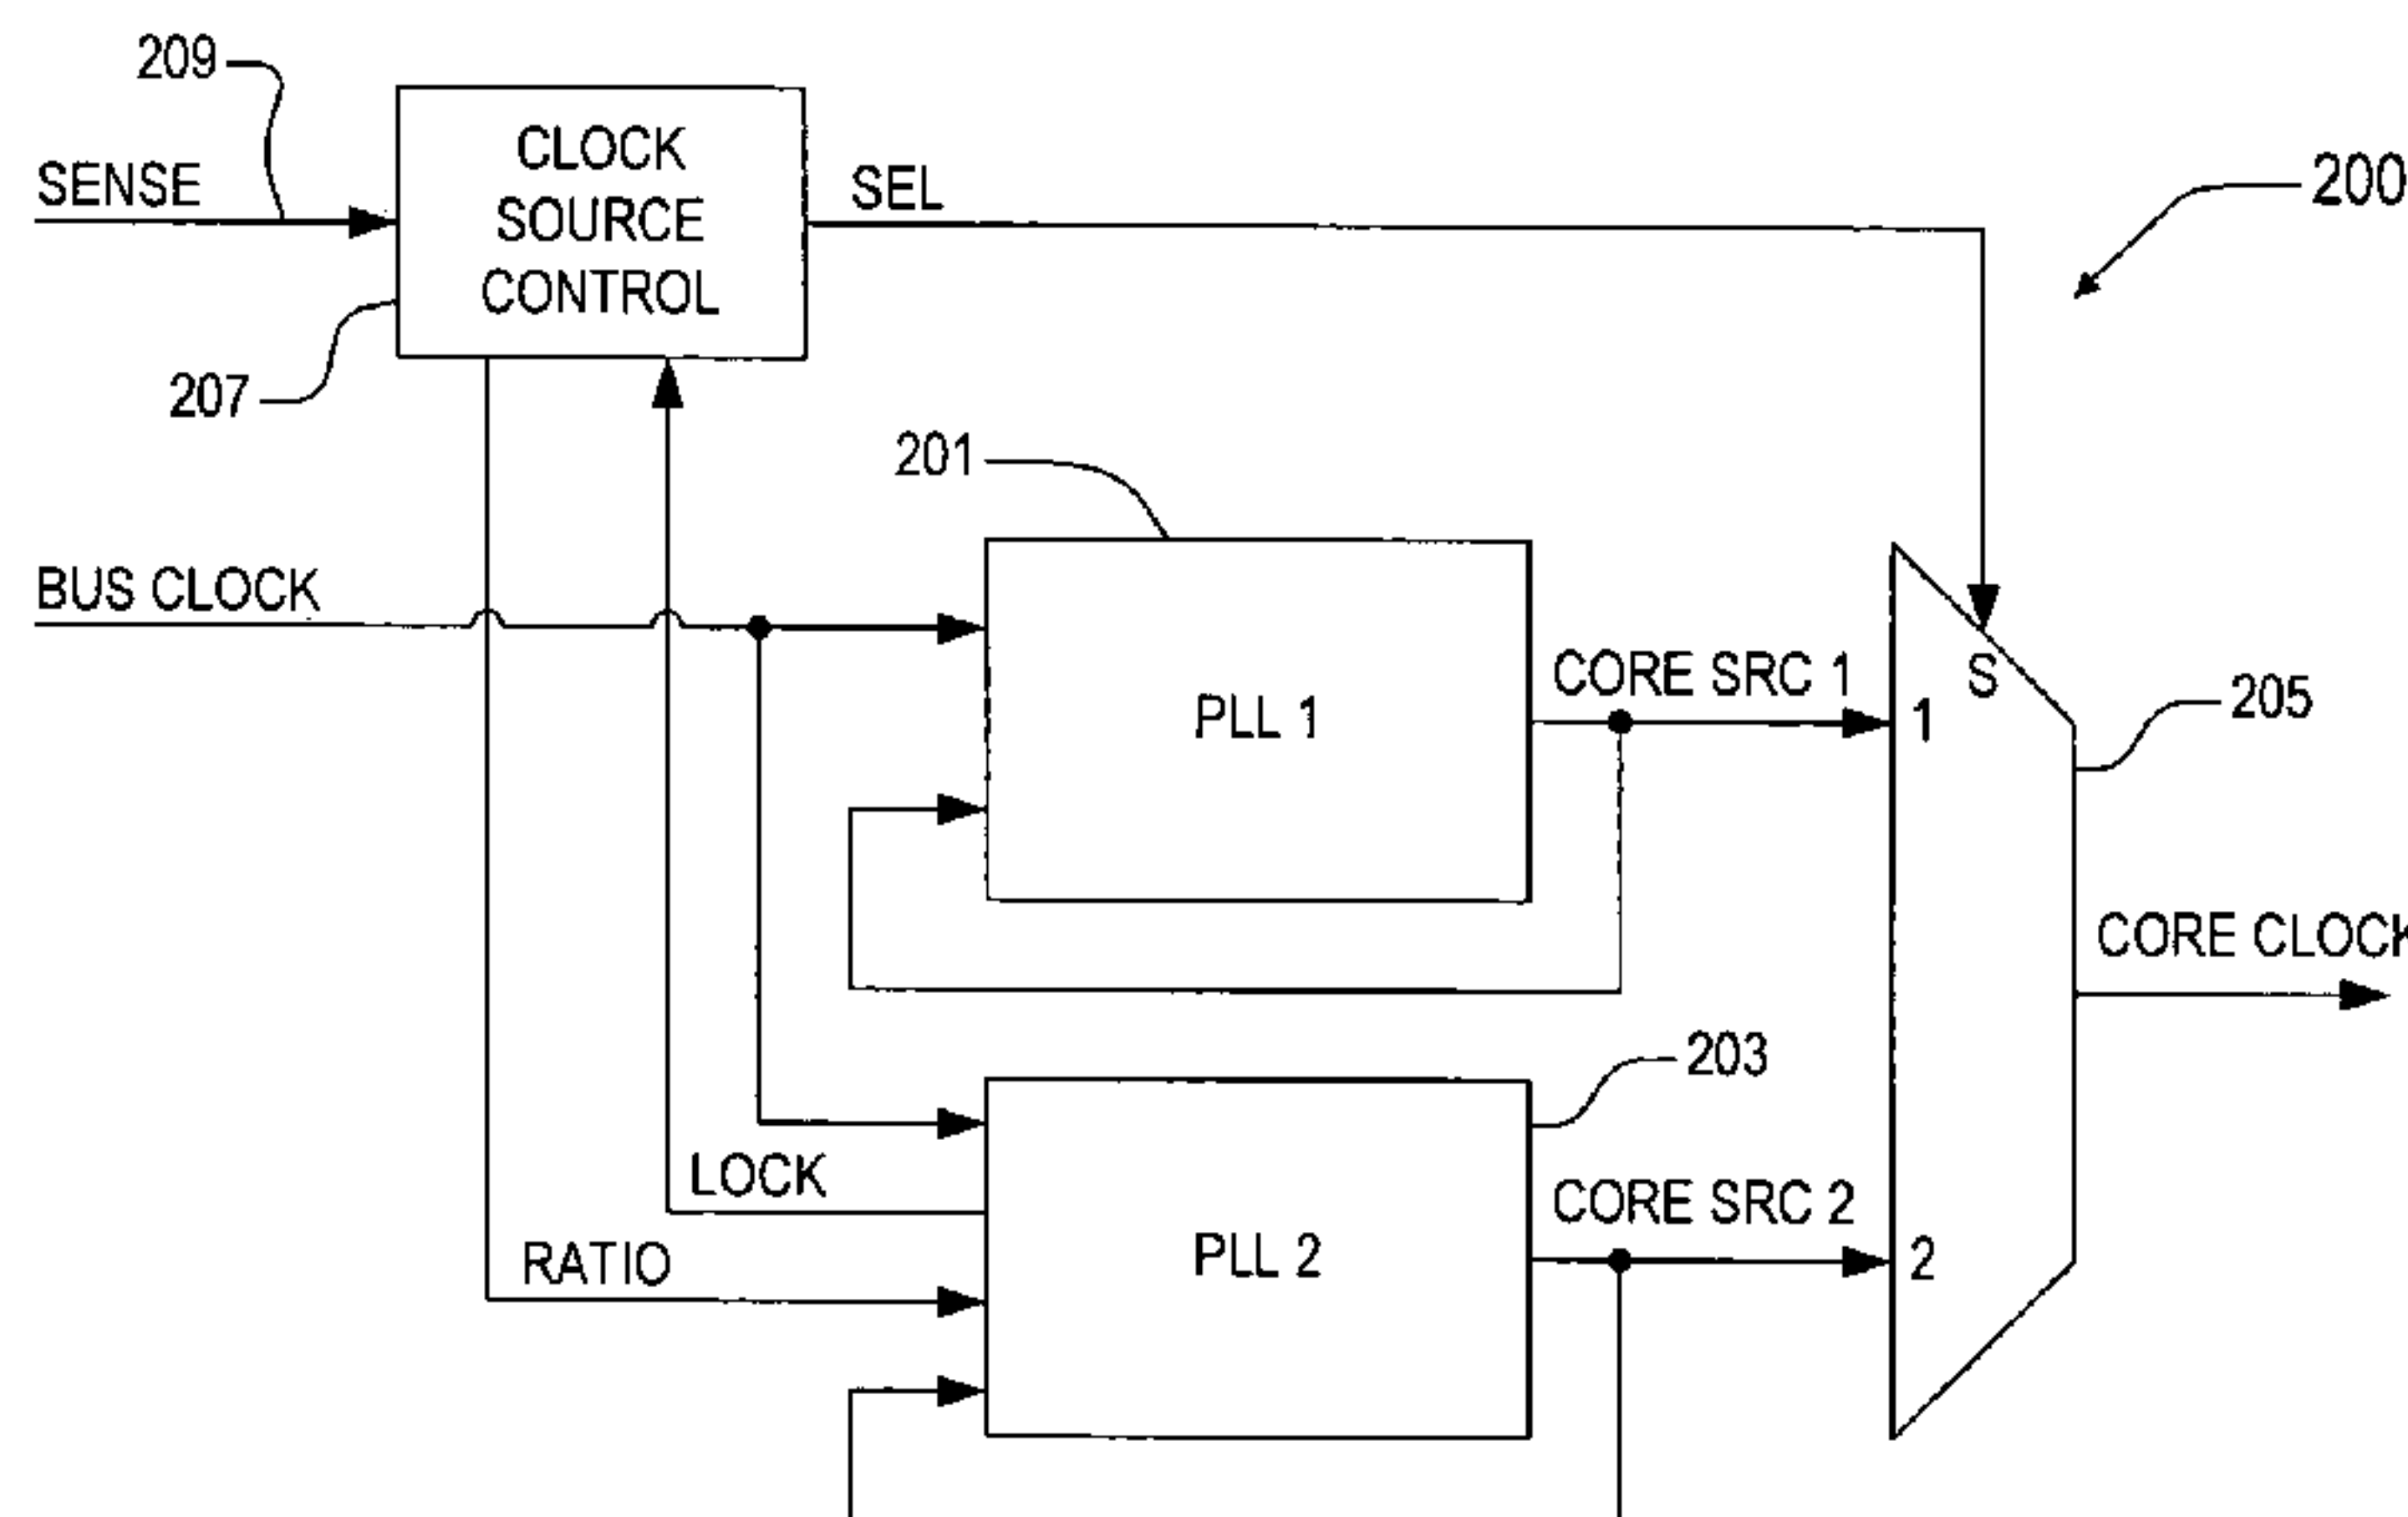 209
SENSE
CLOCK
SOURCE
CONTROL
SEL
200
207
201
BUS CLOCK
PLL 1
CORE SRC 1
S
1
205
CORE CLOCK
203
LOCK
RATIO
PLL 2
CORE SRC 2
2